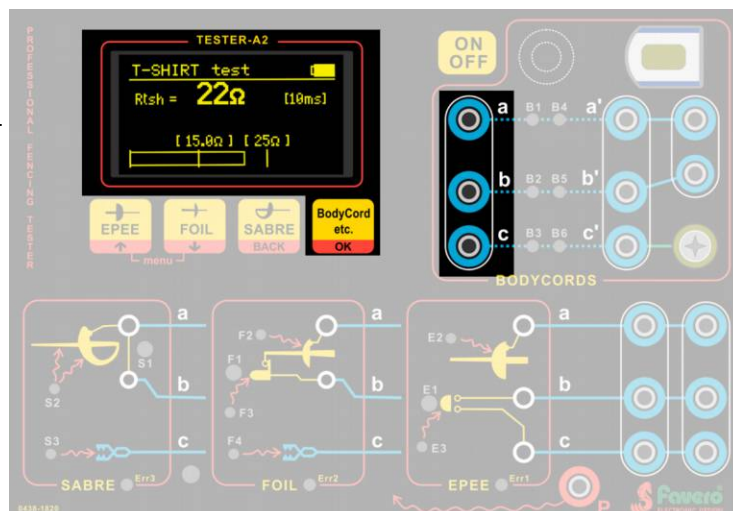 PROFESSIONAL FENCING TESTER
TESTER-A2
T-SHIRT test
Rtsh = 22Ω [10ms]
[15.0Ω] [25Ω]
ON
OFF
EPEE
FOIL
SABRE
BACK
BodyCord
etc.
OK
menu
a B1 B4 a'
b B2 B5 b'
c B3 B6 c'
BODYCORDS
S1
S2
S3
a
b
c
SABRE Err3
F1
F2
F3
F4
a
b
c
FOIL Err2
E1
E2
E3
a
b
c
EPEE Err1
P
Favero
0438-1820